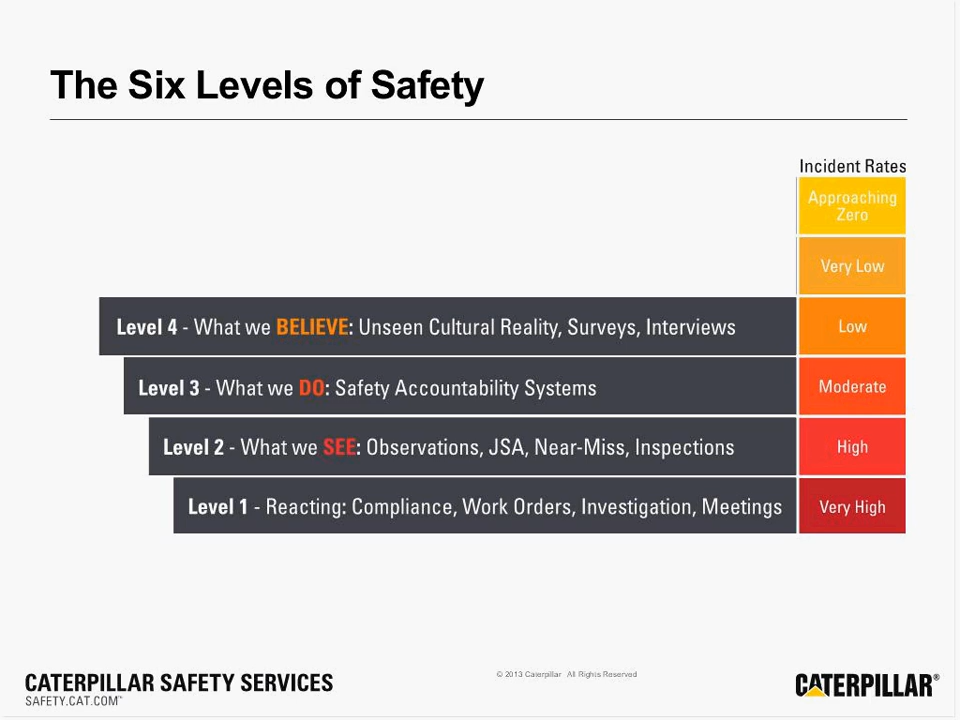 The Six Levels of Safety
Incident Rates
Approaching
Zero
Very Low
Level 4 - What we BELIEVE: Unseen Cultural Reality, Surveys, Interviews
Low
Level 3 - What we DO: Safety Accountability Systems
Moderate
Level 2 - What we SEE: Observations, JSA, Near-Miss, Inspections
High
Level 1 - Reacting: Compliance, Work Orders, Investigation, Meetings
Very High
CATERPILLAR SAFETY SERVICES
SAFETY.CAT.COM™
© 2013 Caterpillar All Rights Reserved
CATERPILLAR®